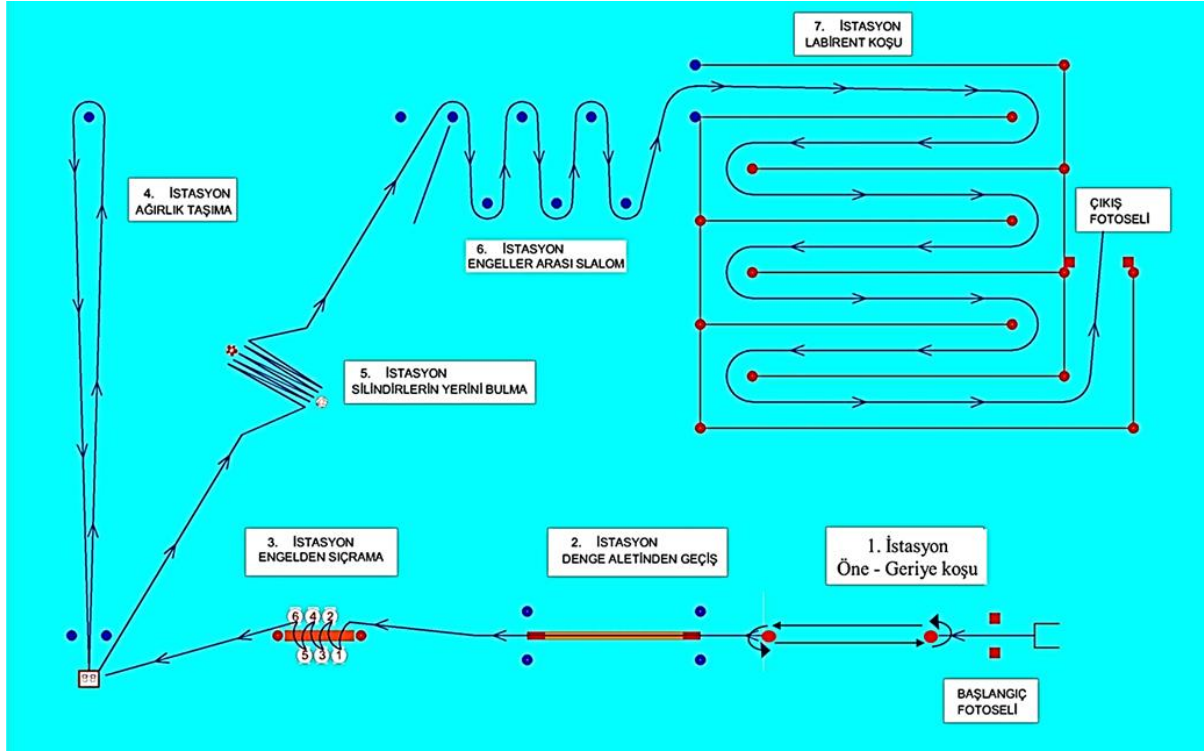 7. İSTASYON
LABİRENT KOŞU
4. İSTASYON
AĞIRLIK TAŞIMA
ÇIKIŞ
FOTOSELİ
6. İSTASYON
ENGELLER ARASI SLALOM
5. İSTASYON
SİLİNDİRLERİN YERİNİ BULMA
3. İSTASYON
ENGELDEN SIÇRAMA
2. İSTASYON
DENGE ALETİNDEN GEÇİŞ
1. İstasyon
Öne - Geriye koşu
6 4 2
5 3 1
BAŞLANGIÇ
FOTOSELİ